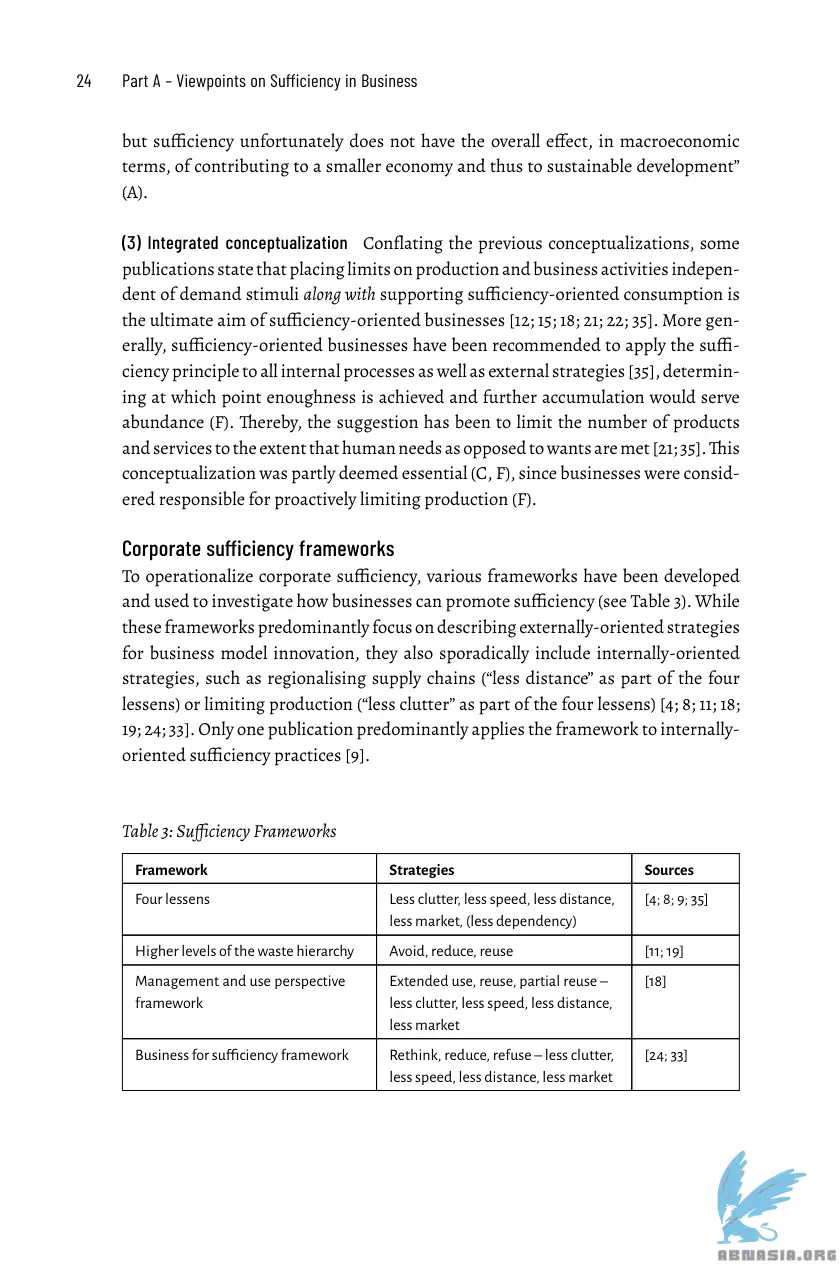 24 Part A – Viewpoints on Sufficiency in Business
but sufficiency unfortunately does not have the overall effect, in macroeconomic
terms, of contributing to a smaller economy and thus to sustainable development”
(A).
(3) Integrated conceptualization Conflating the previous conceptualizations, some
publications state that placing limits on production and business activities indepen-
dent of demand stimuli along with supporting sufficiency-oriented consumption is
the ultimate aim of sufficiency-oriented businesses [12; 15; 18; 21; 22; 35]. More gen-
erally, sufficiency-oriented businesses have been recommended to apply the suffi-
ciency principle to all internal processes as well as external strategies [35], determin-
ing at which point enoughness is achieved and further accumulation would serve
abundance (F). Thereby, the suggestion has been to limit the number of products
and services to the extent that human needs as opposed to wants are met [21; 35]. This
conceptualization was partly deemed essential (C, F), since businesses were consid-
ered responsible for proactively limiting production (F).
Corporate sufficiency frameworks
To operationalize corporate sufficiency, various frameworks have been developed
and used to investigate how businesses can promote sufficiency (see Table 3). While
these frameworks predominantly focus on describing externally-oriented strategies
for business model innovation, they also sporadically include internally-oriented
strategies, such as regionalising supply chains (“less distance” as part of the four
lessens) or limiting production (“less clutter” as part of the four lessens) [4; 8; 11; 18;
19; 24; 33]. Only one publication predominantly applies the framework to internally-
oriented sufficiency practices [9].
Table 3: Sufficiency Frameworks
Framework Strategies Sources
Four lessens Less clutter, less speed, less distance, [4; 8; 9; 35]
less market, (less dependency)
Higher levels of the waste hierarchy Avoid, reduce, reuse [11; 19]
Management and use perspective Extended use, reuse, partial reuse – [18]
framework less clutter, less speed, less distance,
less market
Business for sufficiency framework Rethink, reduce, refuse – less clutter, [24; 33]
less speed, less distance, less market
ABNASIA.ORG